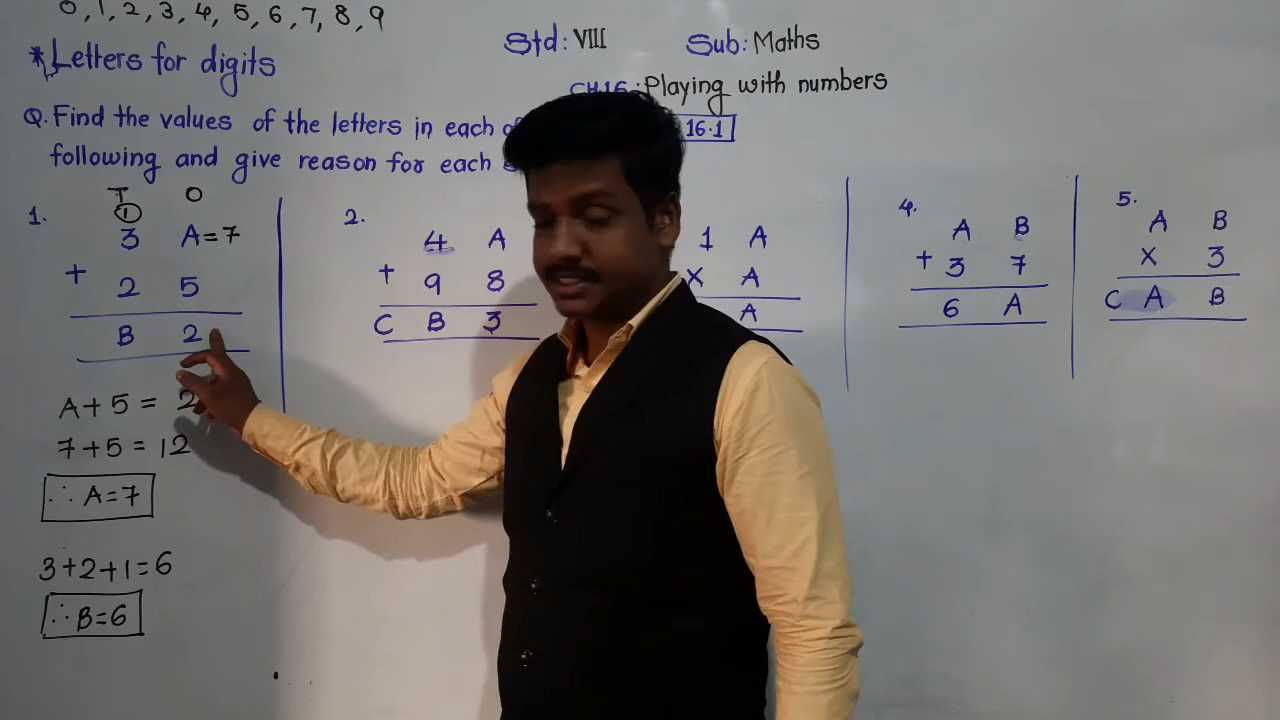 0, 1, 2, 3, 4, 5, 6, 7, 8, 9
Std: VIII Sub: Maths
*Letters for digits
CH.16: Playing with numbers
Q. Find the values of the letters in each of
16.1
following and give reason for each
1.
T O
1
3 A=7
+ 2 5
B 2
A+5 = 2
7+5 = 12
∴ A=7
3+2+1=6
∴ B=6
2.
4 A
+ 9 8
C B 3
1 A
X A
A
4.
A B
+ 3 7
6 A
5.
A B
X 3
C A B